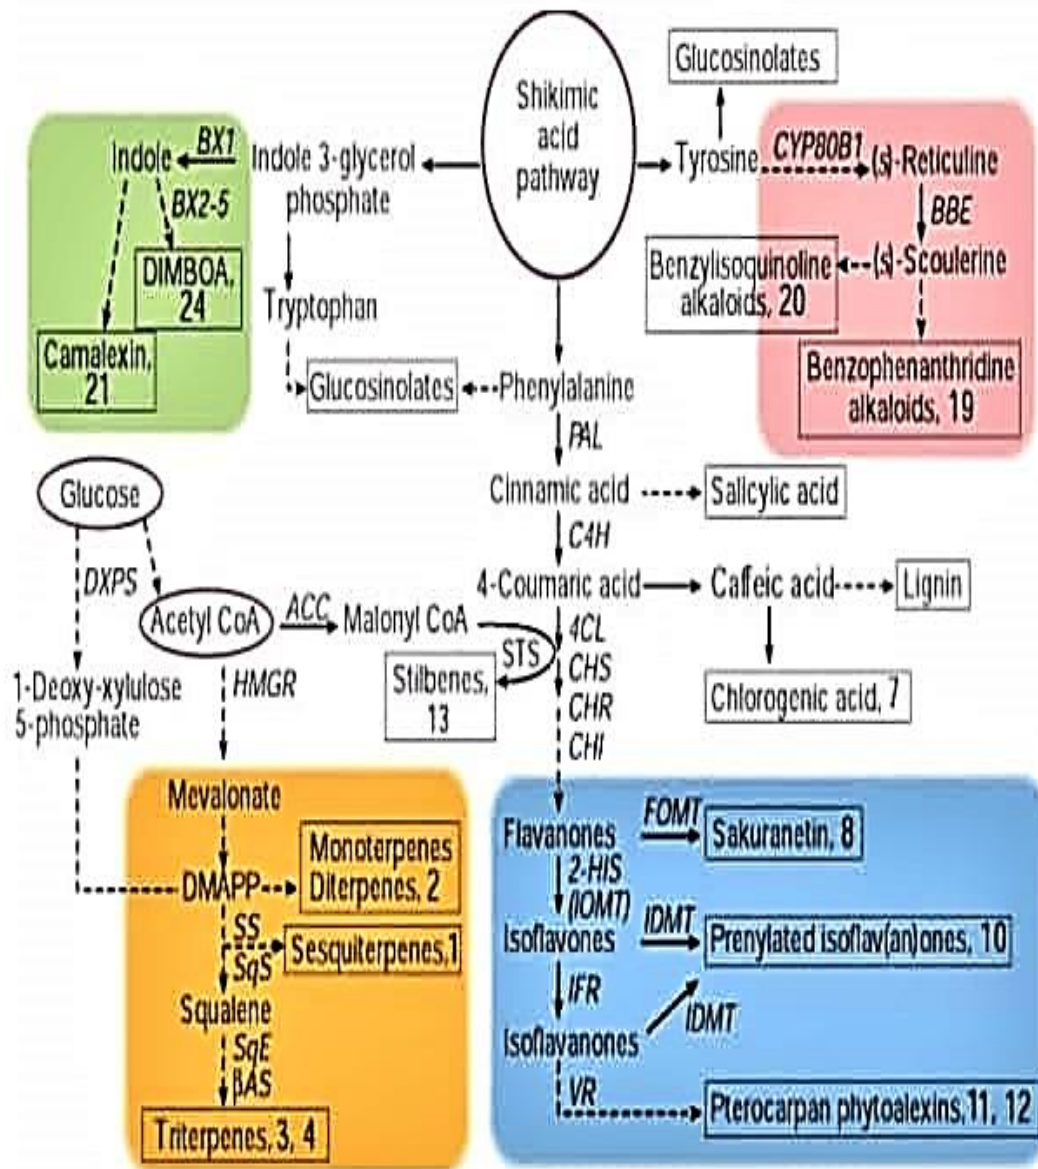 Glucosinolates
Shikimic
acid
pathway
Tyrosine
CYP80B1
(s)-Reticuline
BBE
(s)-Scoulerine
Benzylisoquinoline
alkaloids, 20
Benzophenanthridine
alkaloids, 19
Indole
BX1
Indole 3-glycerol
phosphate
BX2-5
DIMBOA,
24
Camalexin,
21
Tryptophan
Glucosinolates
Phenylalanine
PAL
Cinnamic acid
Salicylic acid
C4H
4-Coumaric acid
Caffeic acid
Lignin
Chlorogenic acid, 7
Glucose
DXPS
Acetyl CoA
ACC
Malonyl CoA
STS
Stilbenes,
13
4CL
CHS
CHR
CHI
1-Deoxy-xylulose
5-phosphate
HMGR
Mevalonate
DMAPP
Monoterpenes
Diterpenes, 2
SS
Sesquiterpenes,1
SqS
Squalene
SqE
βAS
Triterpenes, 3, 4
Flavanones
FOMT
Sakuranetin, 8
2-HIS
(IOMT)
Isoflavones
IDMT
Prenylated isoflav(an)ones, 10
IFR
Isoflavanones
IDMT
VR
Pterocarpan phytoalexins,11, 12